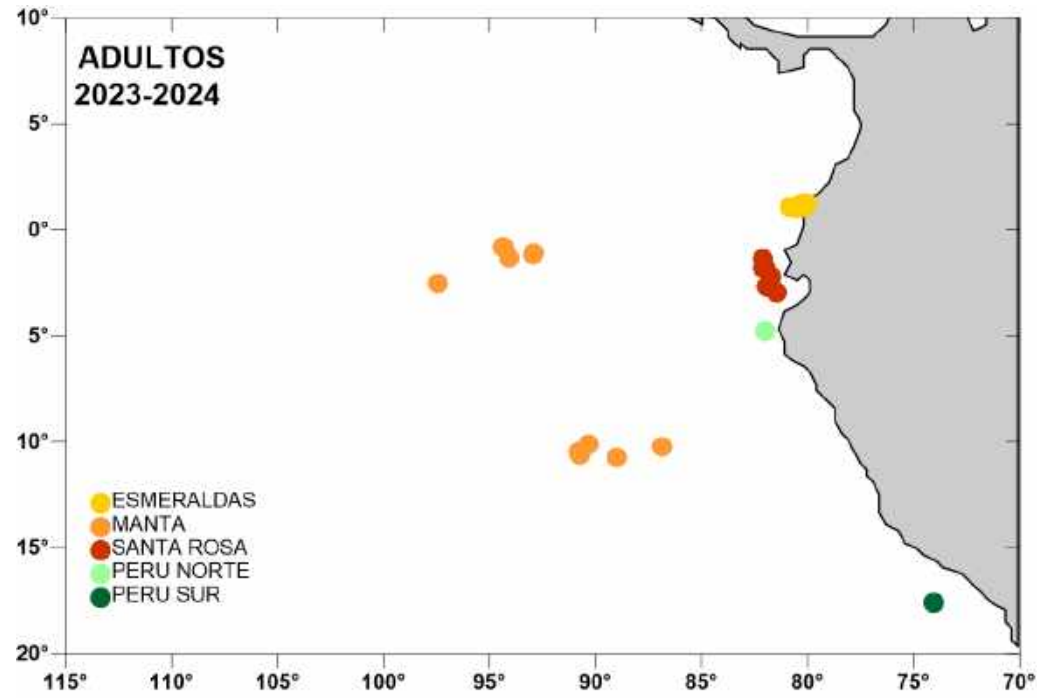 ADULTOS
2023-2024
10°
5°
0°
5°
10°
15°
20°
ESMERALDAS
MANTA
SANTA ROSA
PERU NORTE
PERU SUR
115° 110° 105° 100° 95° 90° 85° 80° 75° 70°